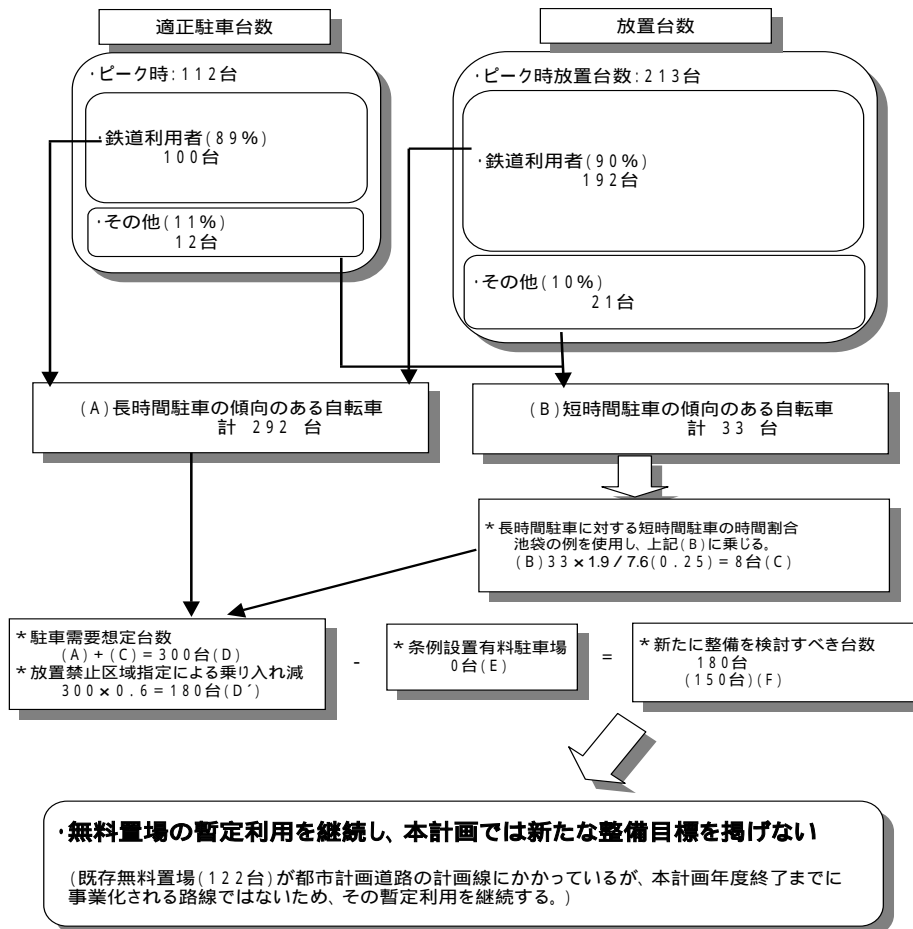 適正駐車台数
・ピーク時:112台
・鉄道利用者(89%)
100台
・その他(11%)
12台
放置台数
・ピーク時放置台数:213台
・鉄道利用者(90%)
192台
・その他(10%)
21台
(A)長時間駐車の傾向のある自転車
計 292 台
(B)短時間駐車の傾向のある自転車
計 33 台
*長時間駐車に対する短時間駐車の時間割合
池袋の例を使用し、上記(B)に乗じる。
(B)33×1.9/7.6(0.25)=8台(C)
*駐車需要想定台数
(A)+(C)=300台(D)
*放置禁止区域指定による乗り入れ減
300×0.6=180台(D´)
-
*条例設置有料駐車場
0台(E)
=
*新たに整備を検討すべき台数
180台
(150台)(F)
・無料置場の暫定利用を継続し、本計画では新たな整備目標を掲げない
(既存無料置場(122台)が都市計画道路の計画線にかかっているが、本計画年度終了までに
事業化される路線ではないため、その暫定利用を継続する。)